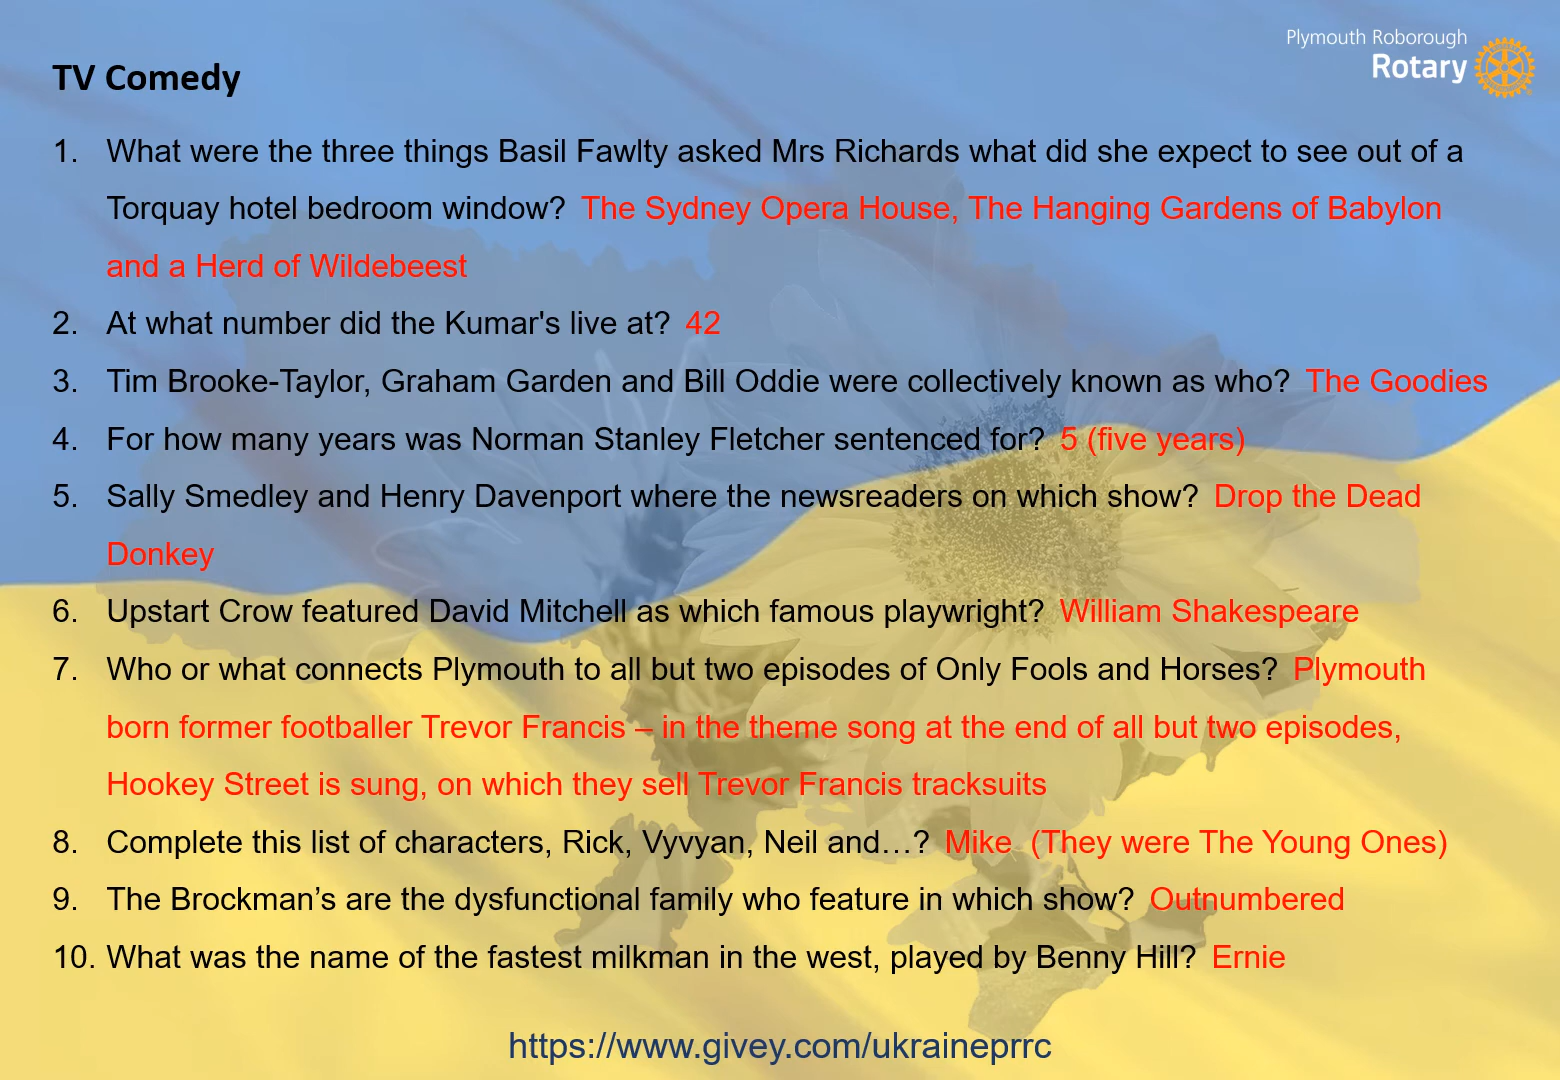 Plymouth Roborough
Rotary
TV Comedy
1. What were the three things Basil Fawlty asked Mrs Richards what did she expect to see out of a
Torquay hotel bedroom window? The Sydney Opera House, The Hanging Gardens of Babylon
and a Herd of Wildebeest
2. At what number did the Kumar's live at? 42
3. Tim Brooke-Taylor, Graham Garden and Bill Oddie were collectively known as who? The Goodies
4. For how many years was Norman Stanley Fletcher sentenced for? 5 (five years)
5. Sally Smedley and Henry Davenport where the newsreaders on which show? Drop the Dead
Donkey
6. Upstart Crow featured David Mitchell as which famous playwright? William Shakespeare
7. Who or what connects Plymouth to all but two episodes of Only Fools and Horses? Plymouth
born former footballer Trevor Francis – in the theme song at the end of all but two episodes,
Hookey Street is sung, on which they sell Trevor Francis tracksuits
8. Complete this list of characters, Rick, Vyvyan, Neil and…? Mike (They were The Young Ones)
9. The Brockman’s are the dysfunctional family who feature in which show? Outnumbered
10. What was the name of the fastest milkman in the west, played by Benny Hill? Ernie
https://www.givey.com/ukraineprrc